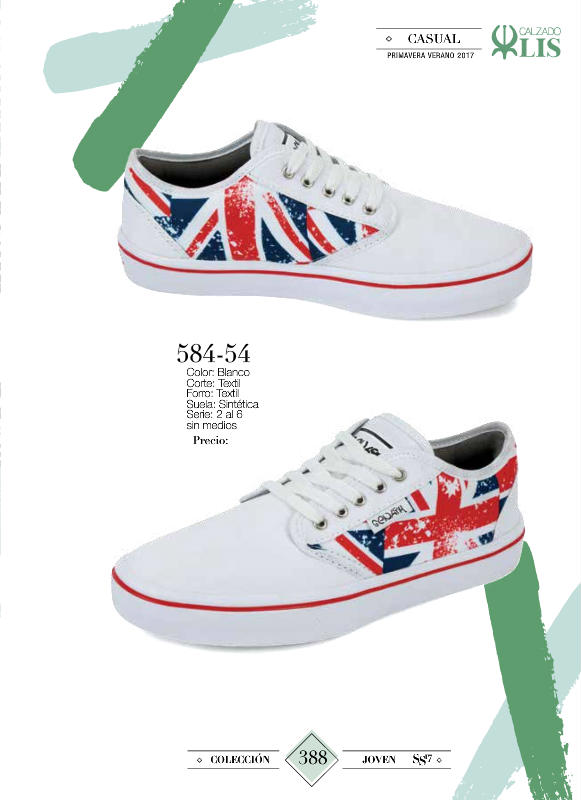 CASUAL
PRIMAVERA VERANO 2017
CALZADO
LIS
584-54
Color: Blanco
Corte: Textil
Forro: Textil
Suela: Sintética
Serie: 2 al 6
sin medios
Precio:
COLECCIÓN 388 JOVEN SS17